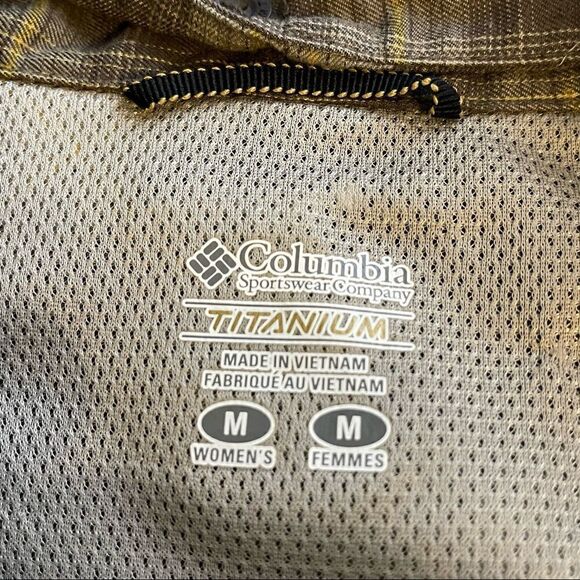 Columbia
Sportswear Company
TITANIUM
MADE IN VIETNAM
FABRIQUÉ AU VIETNAM
M M
WOMEN'S FEMMES